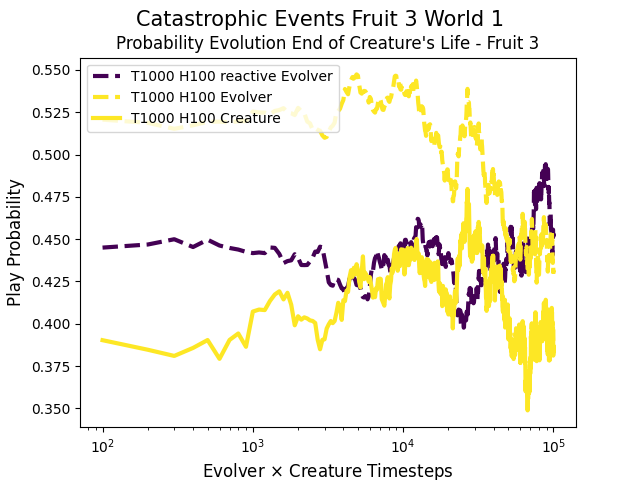 Catastrophic Events Fruit 3 World 1
Probability Evolution End of Creature's Life - Fruit 3
T1000 H100 reactive Evolver
T1000 H100 Evolver
T1000 H100 Creature
Play Probability
0.550
0.525
0.500
0.475
0.450
0.425
0.400
0.375
0.350
10² 10³ 10⁴ 10⁵
Evolver × Creature Timesteps